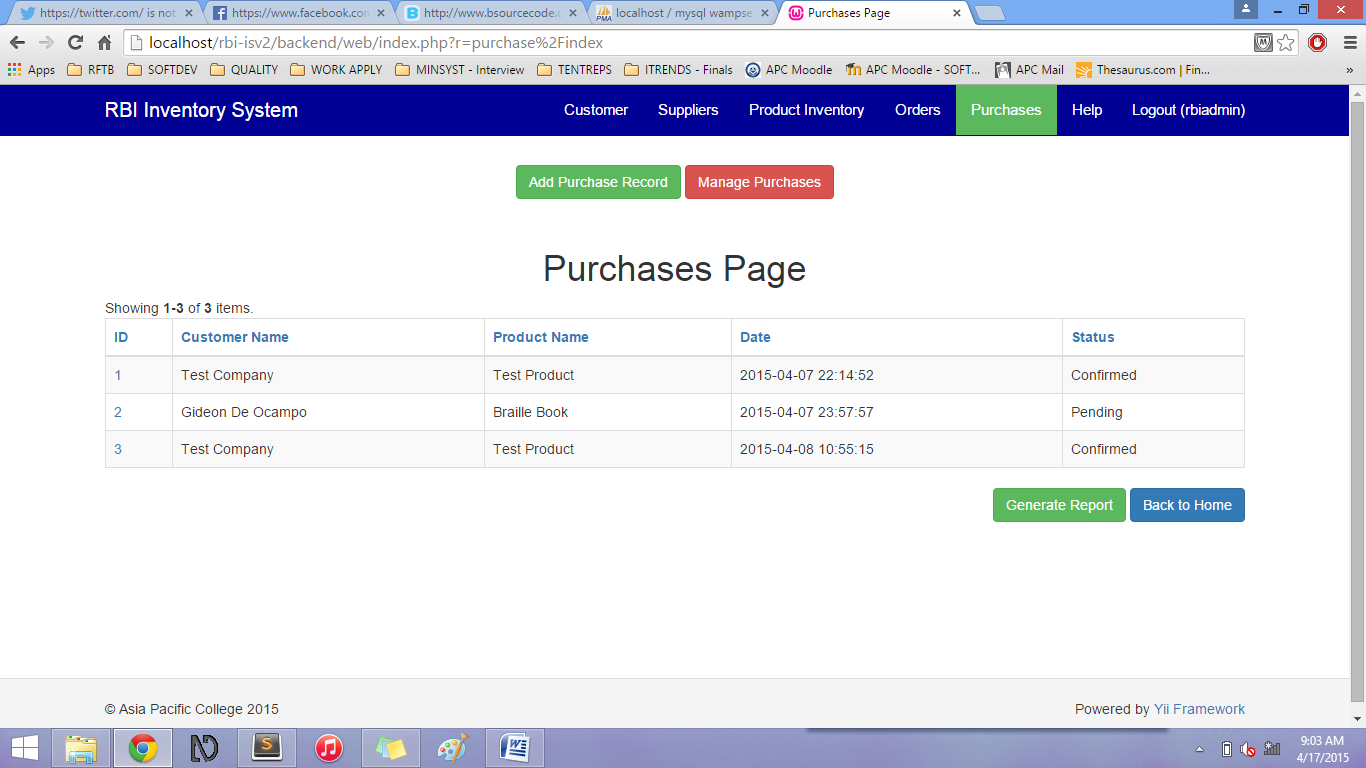 https://twitter.com/ is not
https://www.facebook.con
http://www.bsourcecode.c
localhost / mysql wampse
Purchases Page
localhost/rbi-isv2/backend/web/index.php?r=purchase%2Findex
Apps RFTB SOFTDEV QUALITY WORK APPLY MINSYST - Interview TENTREPS ITRENDS - Finals APC Moodle APC Moodle - SOFT... APC Mail Thesaurus.com | Fin... »
RBI Inventory System Customer Suppliers Product Inventory Orders Purchases Help Logout (rbiadmin)
Add Purchase Record Manage Purchases
Purchases Page
Showing 1-3 of 3 items.
ID Customer Name Product Name Date Status
1 Test Company Test Product 2015-04-07 22:14:52 Confirmed
2 Gideon De Ocampo Braille Book 2015-04-07 23:57:57 Pending
3 Test Company Test Product 2015-04-08 10:55:15 Confirmed
Generate Report Back to Home
© Asia Pacific College 2015 Powered by Yii Framework
9:03 AM
4/17/2015